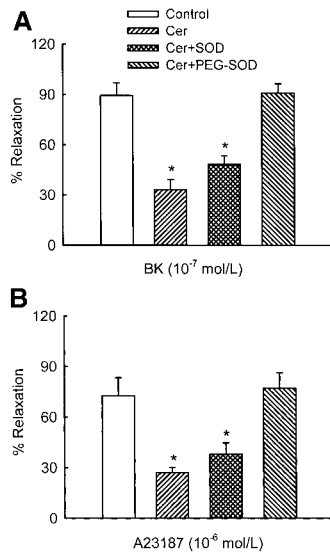 A
Control
Cer
Cer+SOD
Cer+PEG-SOD
120
90
60
30
0
% Relaxation
*
*
BK (10⁻⁷ mol/L)
B
120
90
60
30
0
% Relaxation
*
*
A23187 (10⁻⁶ mol/L)